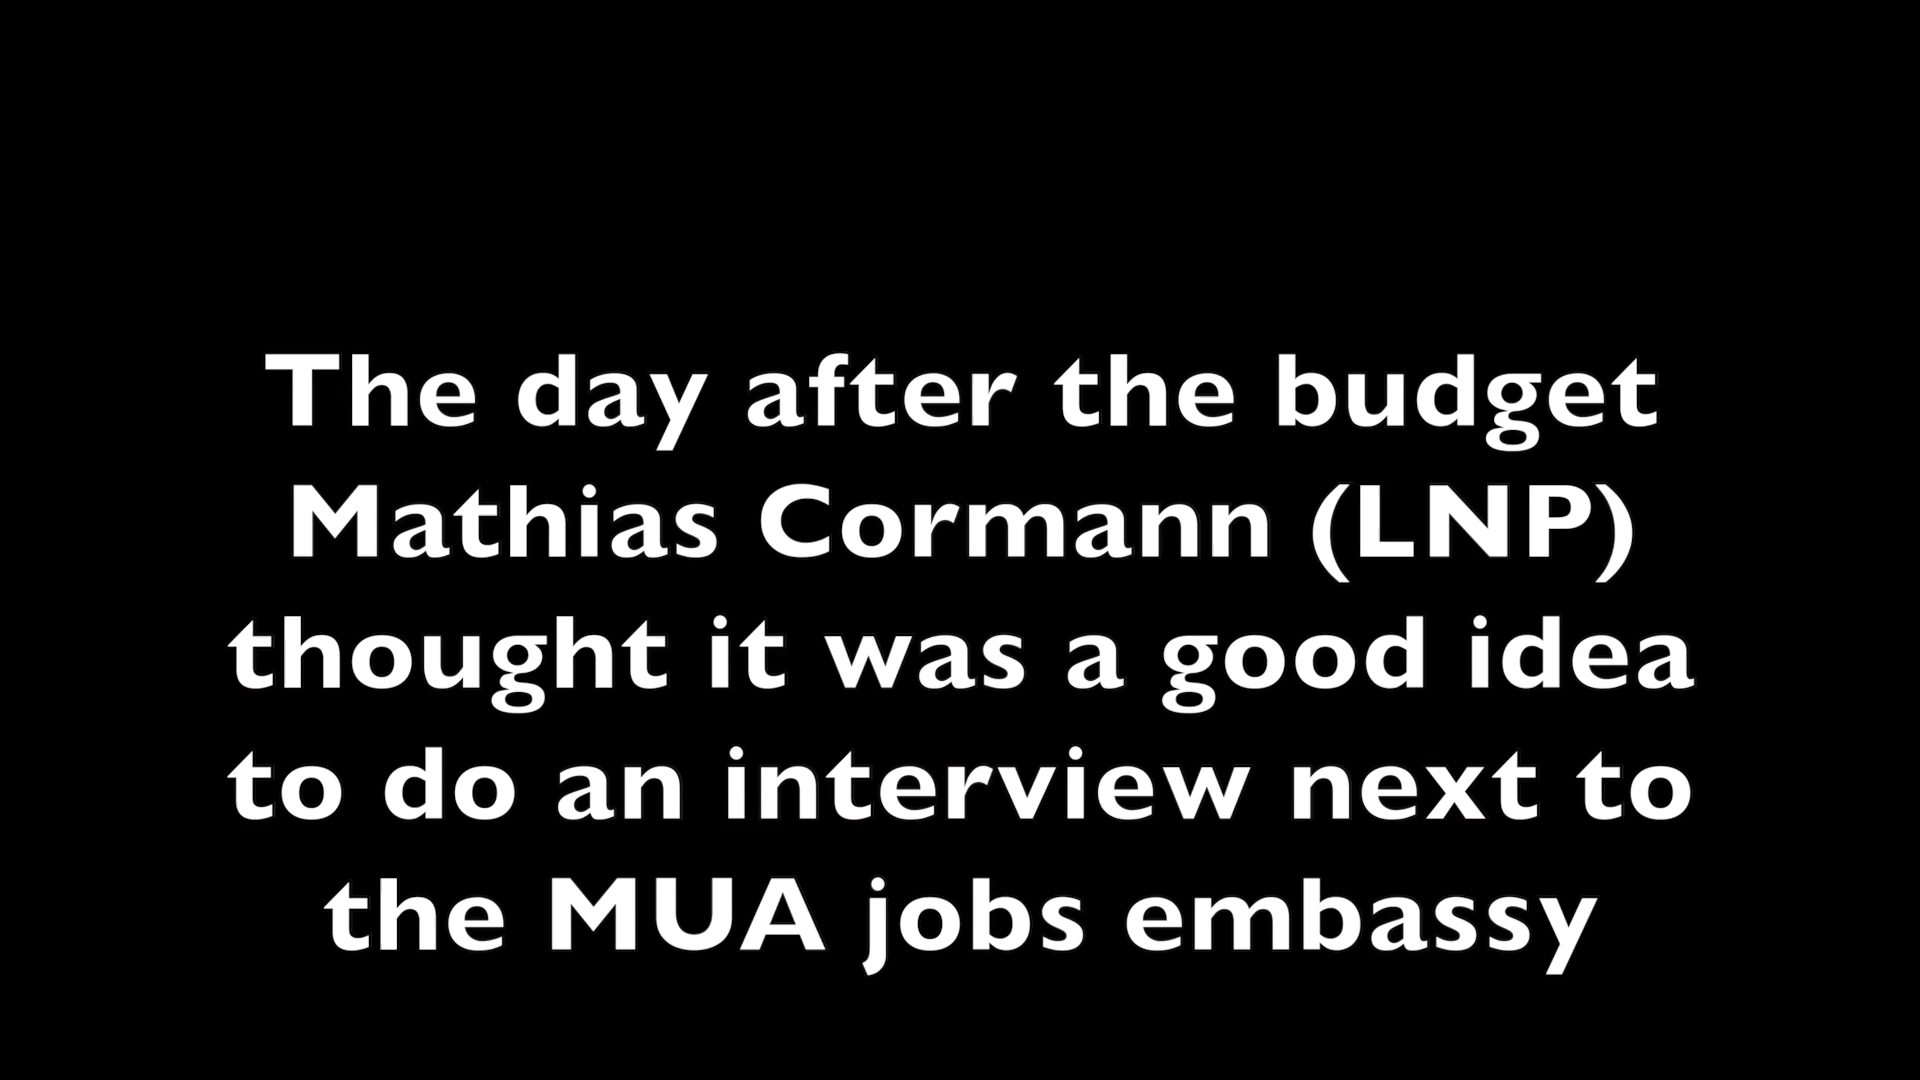 The day after the budget
Mathias Cormann (LNP)
thought it was a good idea
to do an interview next to
the MUA jobs embassy